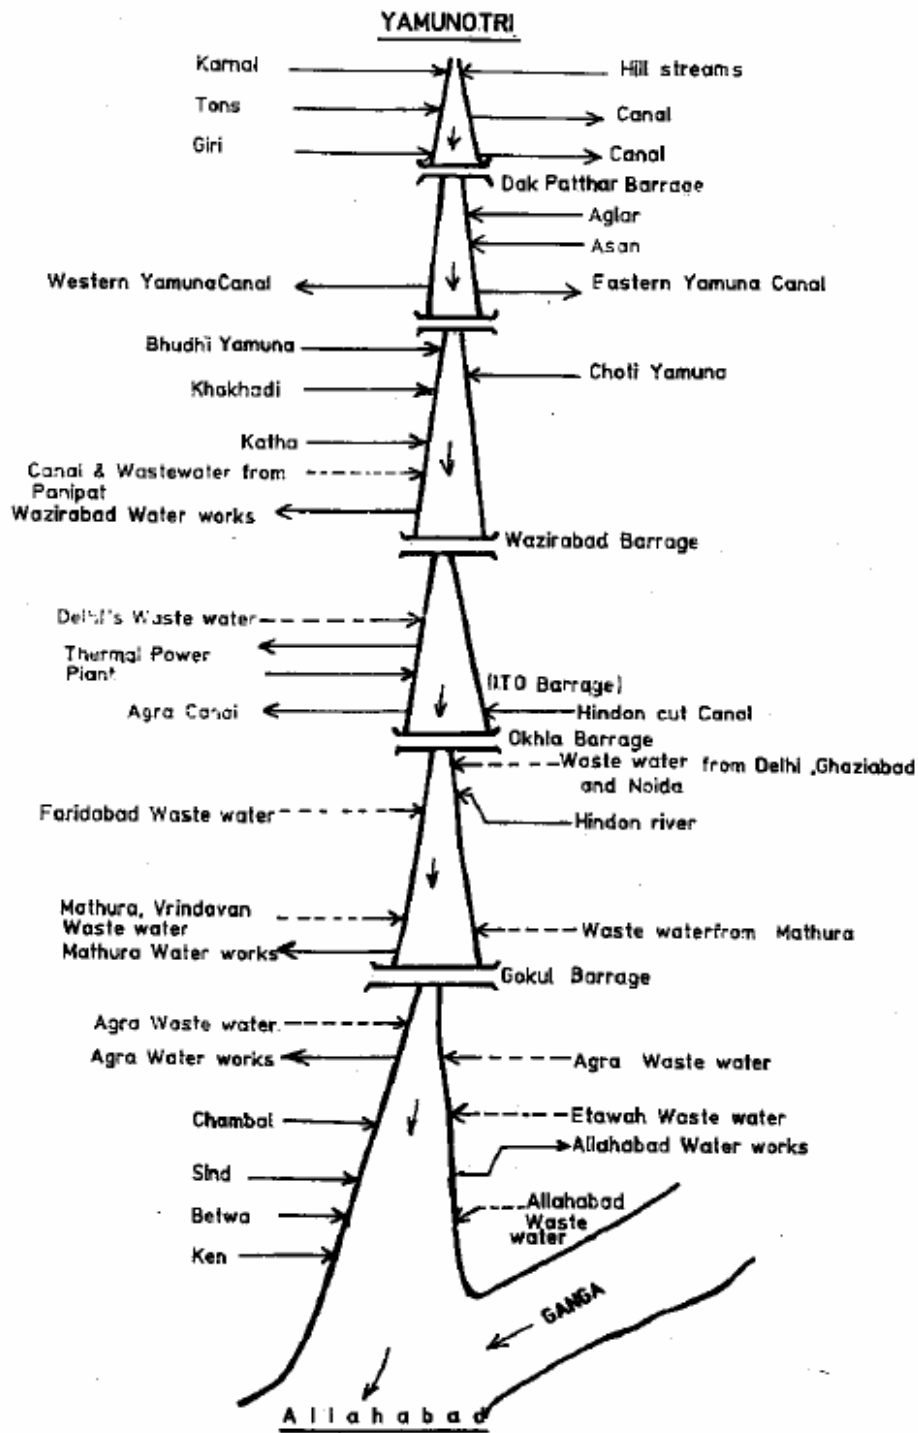 YAMUNOTRI
Kamal
Hill streams
Tons
Canal
Giri
Canal
Dak Patthar Barrage
Aglar
Asan
Western YamunaCanal
Eastern Yamuna Canal
Bhudhi Yamuna
Choti Yamuna
Khakhadi
Katha
Canal & Wastewater from
Panipat
Wazirabad Water works
Wazirabad Barrage
Delhi's Waste water
Thermal Power
Plant
(I.T.O Barrage)
Agra Canal
Hindon cut Canal
Okhla Barrage
Waste water from Delhi ,Ghaziabad
and Noida
Faridabad Waste water
Hindon river
Mathura, Vrindavan
Waste water
Waste waterfrom Mathura
Mathura Water works
Gokul Barrage
Agra Waste water
Agra Water works
Agra Waste water
Chambal
Etawah Waste water
Allahabad Water works
Sind
Betwa
Allahabad
Waste
water
Ken
GANGA
Allahabad